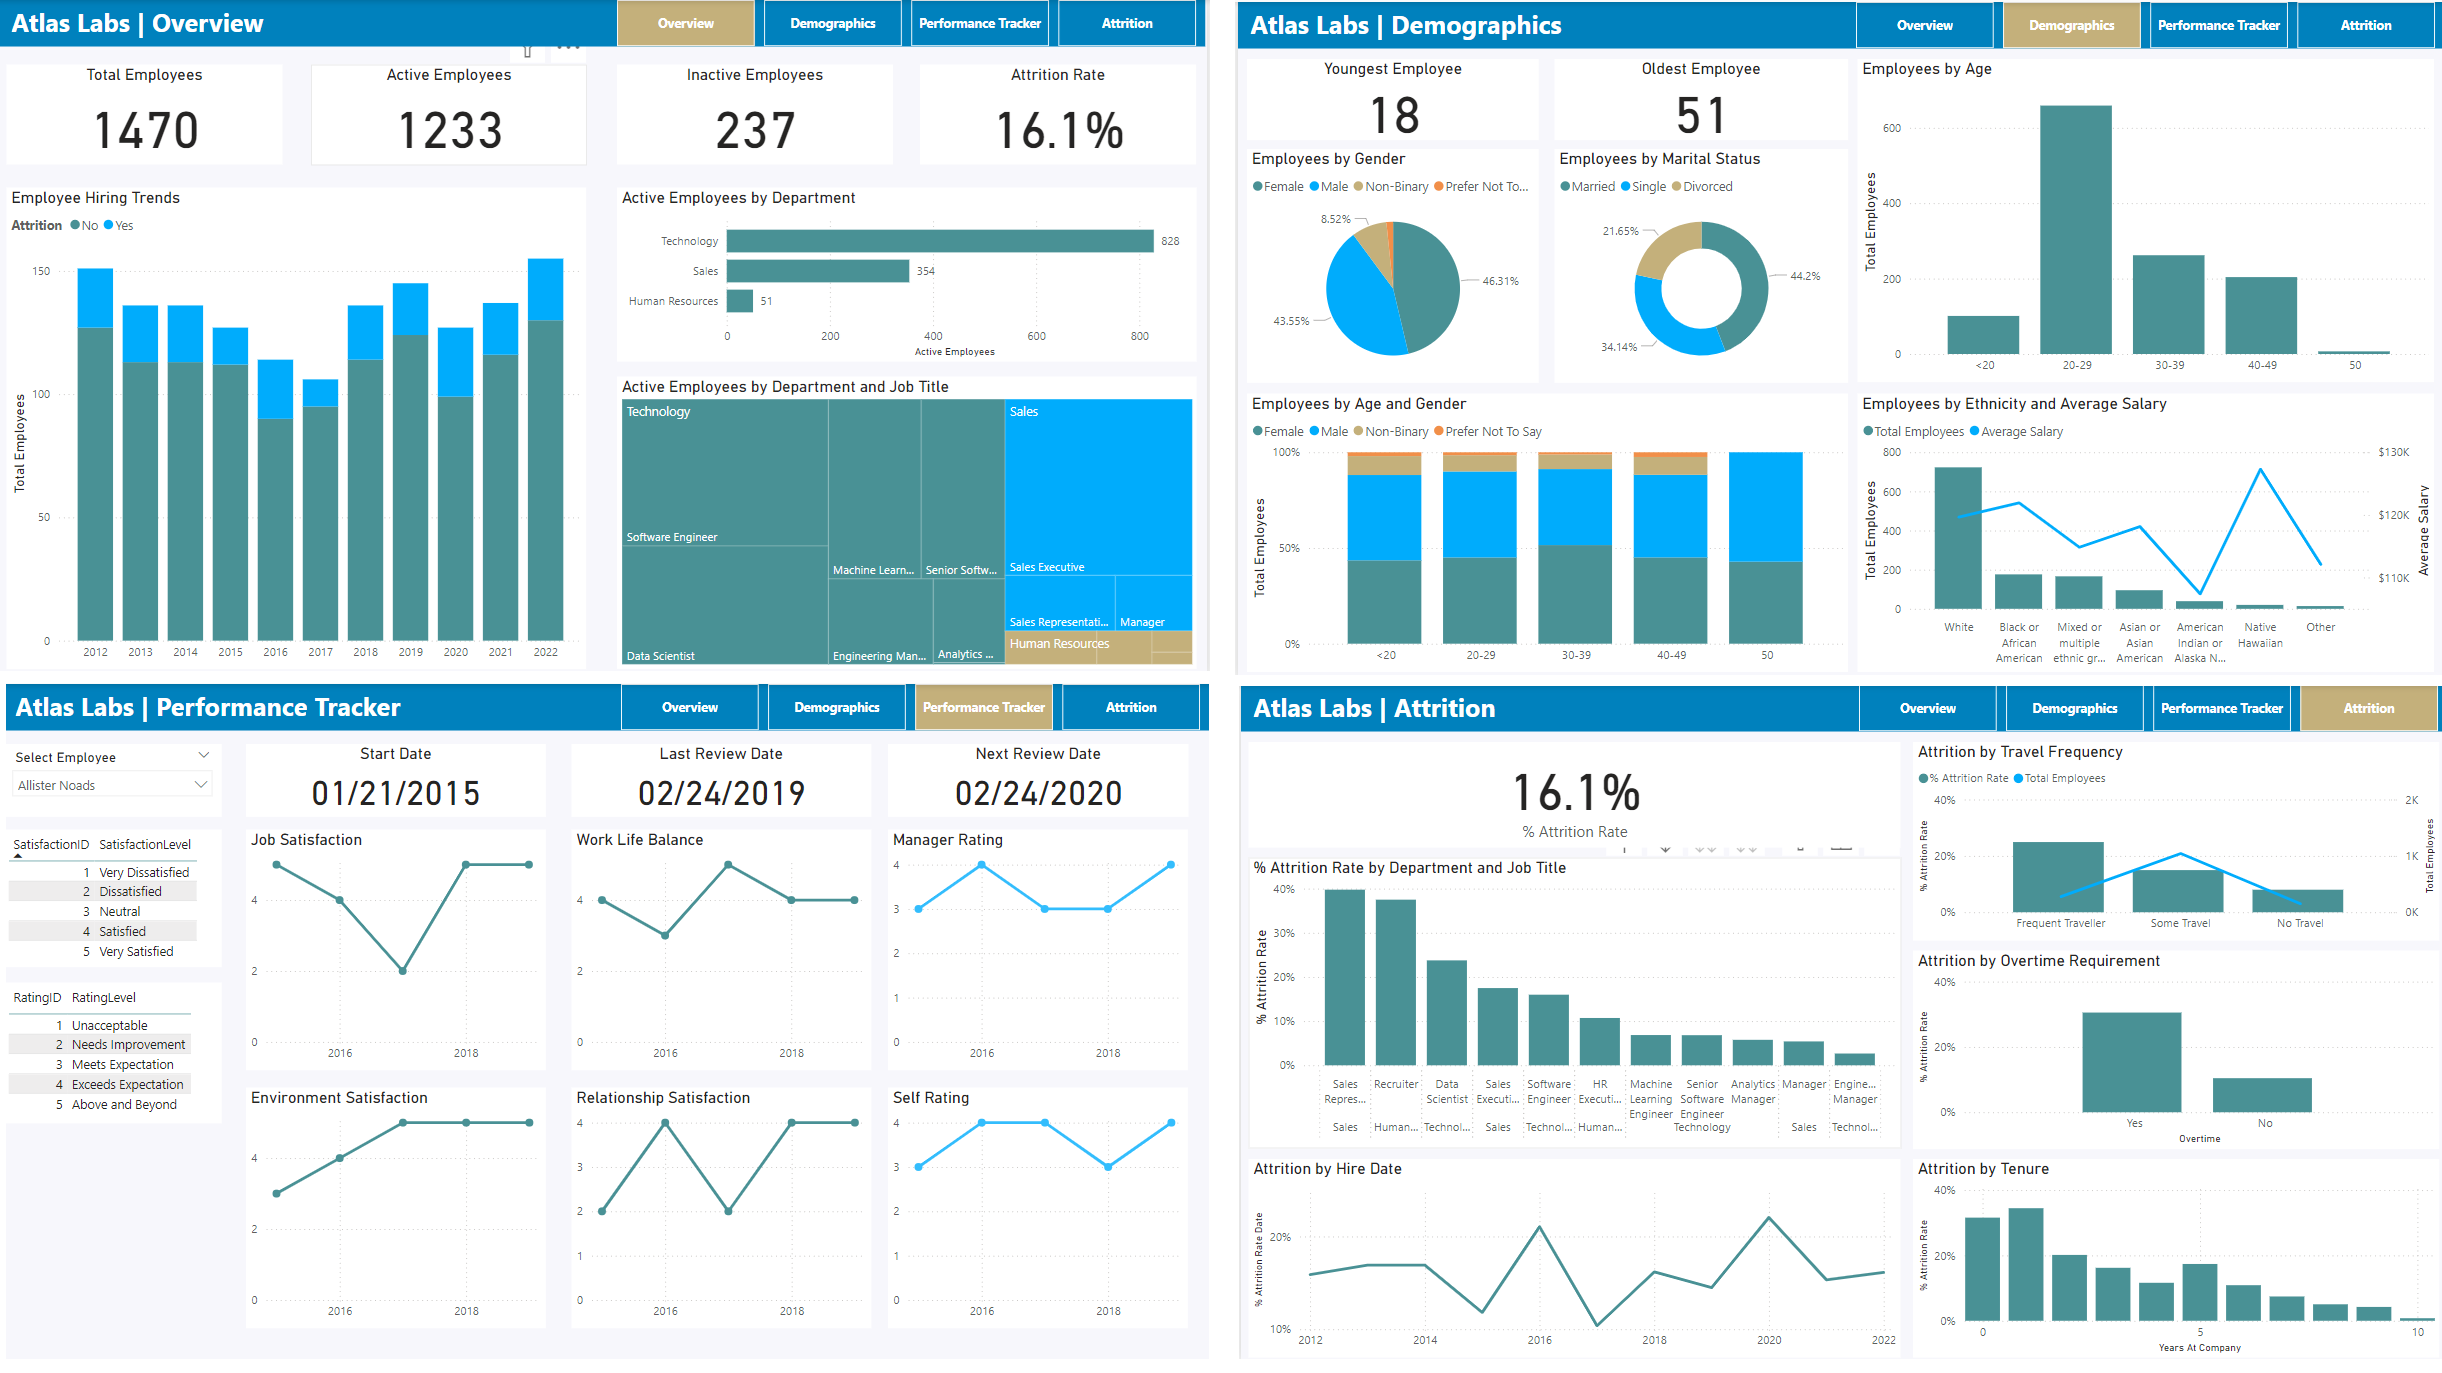 Atlas Labs | Overview
Overview
Demographics
Performance Tracker
Attrition
Total Employees
1470
Active Employees
1233
Inactive Employees
237
Attrition Rate
16.1%
Employee Hiring Trends
Attrition No Yes
Total Employees
150
100
50
0
2012 2013 2014 2015 2016 2017 2018 2019 2020 2021 2022
Active Employees by Department
Technology 828
Sales 354
Human Resources 51
0 200 400 600 800
Active Employees
Active Employees by Department and Job Title
Technology
Software Engineer
Data Scientist
Machine Learn...
Senior Softw...
Engineering Man...
Analytics ...
Sales
Sales Executive
Sales Representati...
Manager
Human Resources
Atlas Labs | Demographics
Overview
Demographics
Performance Tracker
Attrition
Youngest Employee
18
Oldest Employee
51
Employees by Age
Total Employees
600
400
200
0
<20 20-29 30-39 40-49 50
Employees by Gender
Female Male Non-Binary Prefer Not To...
8.52%
46.31%
43.55%
Employees by Marital Status
Married Single Divorced
21.65%
44.2%
34.14%
Employees by Age and Gender
Female Male Non-Binary Prefer Not To Say
Total Employees
100%
50%
0%
<20 20-29 30-39 40-49 50
Employees by Ethnicity and Average Salary
Total Employees Average Salary
Total Employees
800
600
400
200
0
$130K
$120K
$110K
Average Salary
White
Black or
African
American
Mixed or
multiple
ethnic gr...
Asian or
Asian
American
American
Indian or
Alaska N...
Native
Hawaiian
Other
Atlas Labs | Performance Tracker
Overview
Demographics
Performance Tracker
Attrition
Select Employee
Allister Noads
SatisfactionID SatisfactionLevel
1 Very Dissatisfied
2 Dissatisfied
3 Neutral
4 Satisfied
5 Very Satisfied
RatingID RatingLevel
1 Unacceptable
2 Needs Improvement
3 Meets Expectation
4 Exceeds Expectation
5 Above and Beyond
Start Date
01/21/2015
Last Review Date
02/24/2019
Next Review Date
02/24/2020
Job Satisfaction
4
2
0
2016 2018
Work Life Balance
4
2
0
2016 2018
Manager Rating
4
3
2
1
0
2016 2018
Environment Satisfaction
4
2
0
2016 2018
Relationship Satisfaction
4
3
2
1
0
2016 2018
Self Rating
4
3
2
1
0
2016 2018
Atlas Labs | Attrition
Overview
Demographics
Performance Tracker
Attrition
16.1%
% Attrition Rate
% Attrition Rate by Department and Job Title
% Attrition Rate
40%
30%
20%
10%
0%
Sales
Repres...
Recruiter
Data
Scientist
Sales
Executi...
Software
Engineer
HR
Executi...
Machine
Learning
Engineer
Senior
Software
Engineer
Analytics
Manager
Manager
Engine...
Manager
Sales Human... Technol... Sales Technol... Human... Technology Sales Technol...
Attrition by Hire Date
% Attrition Rate Date
20%
10%
2012 2014 2016 2018 2020 2022
Attrition by Travel Frequency
% Attrition Rate Total Employees
% Attrition Rate
40%
20%
0%
2K
1K
0K
Total Employees
Frequent Traveller Some Travel No Travel
Attrition by Overtime Requirement
% Attrition Rate
40%
20%
0%
Yes No
Overtime
Attrition by Tenure
% Attrition Rate
40%
20%
0%
0 5 10
Years At Company